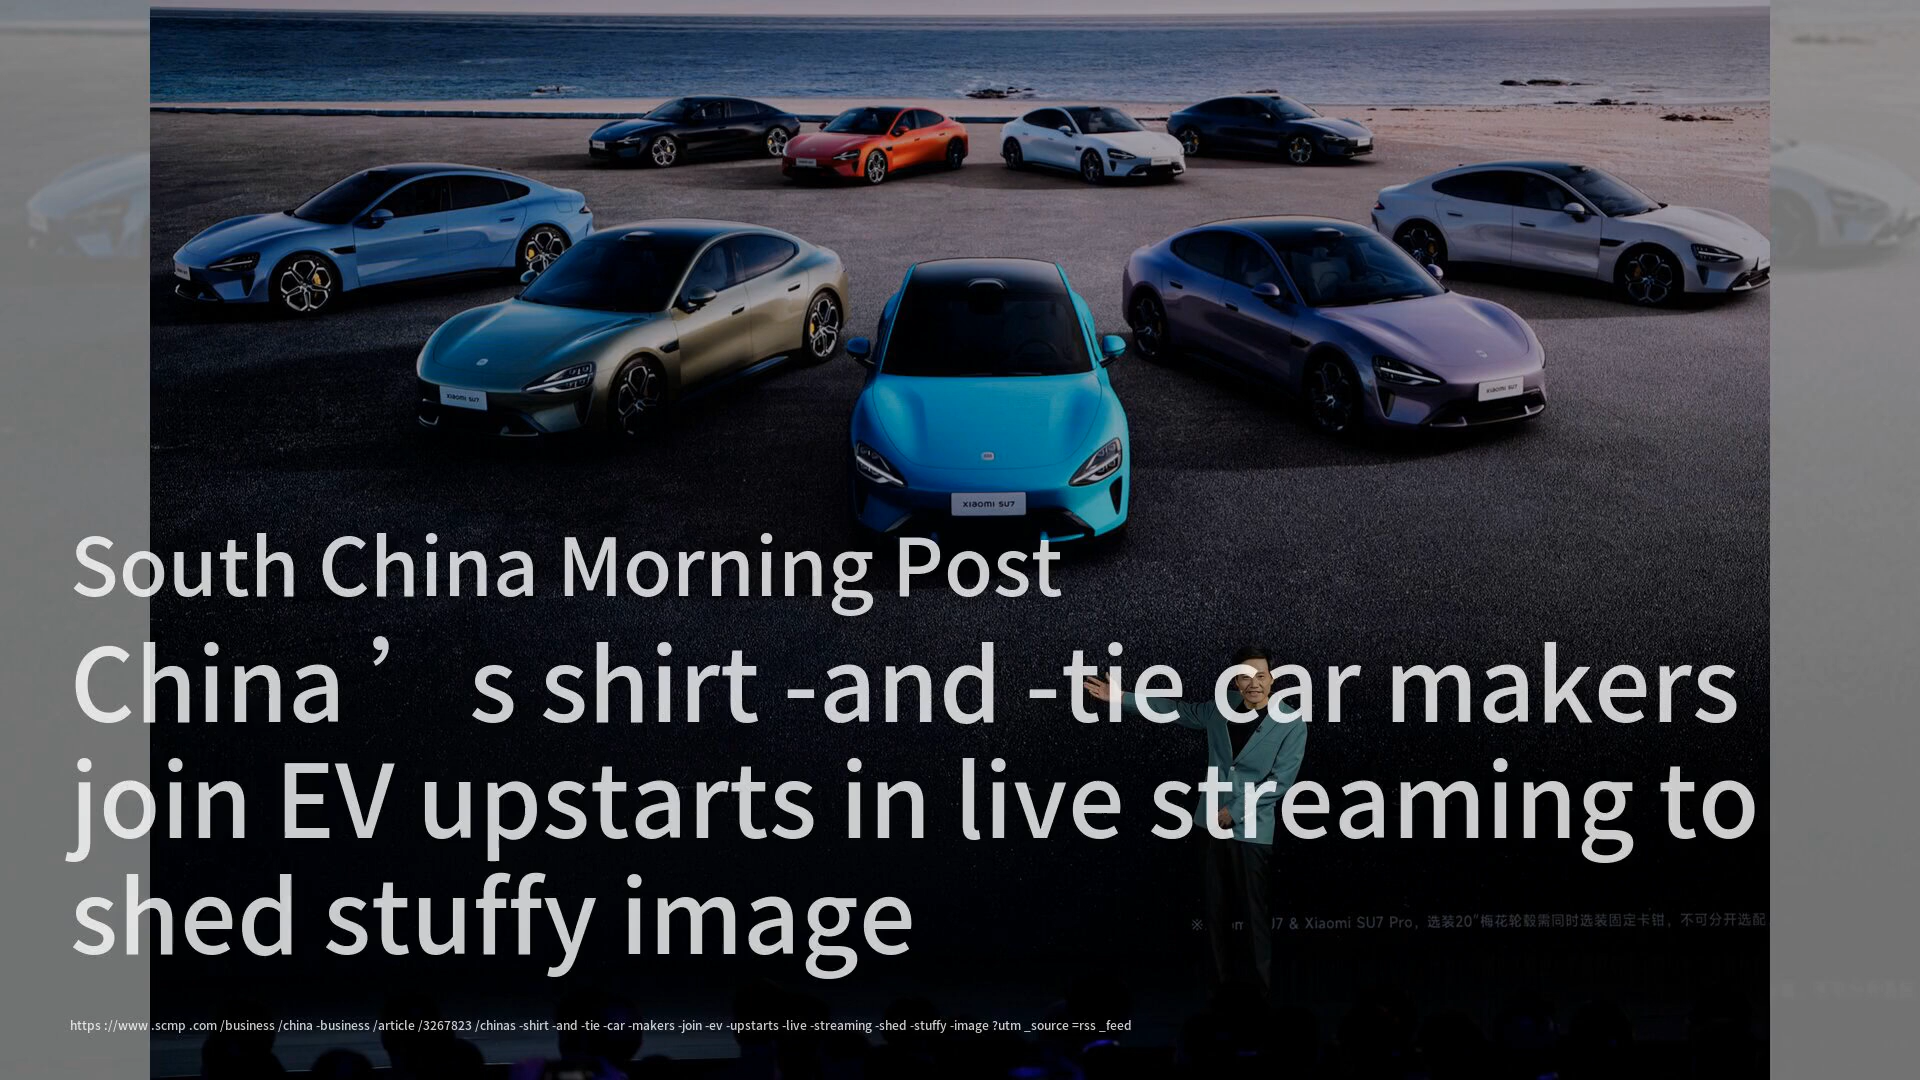 xiaomi SU7
xiaomi SU7
xiaomi SU7
South China Morning Post
China ’ s shirt -and -tie car makers
join EV upstarts in live streaming to
shed stuffy image
U7 & Xiaomi SU7 Pro，选装20"梅花轮毂需同时选装固定卡钳，不可分开选配
https ://www .scmp .com /business /china -business /article /3267823 /chinas -shirt -and -tie -car -makers -join -ev -upstarts -live -streaming -shed -stuffy -image ?utm _source =rss _feed